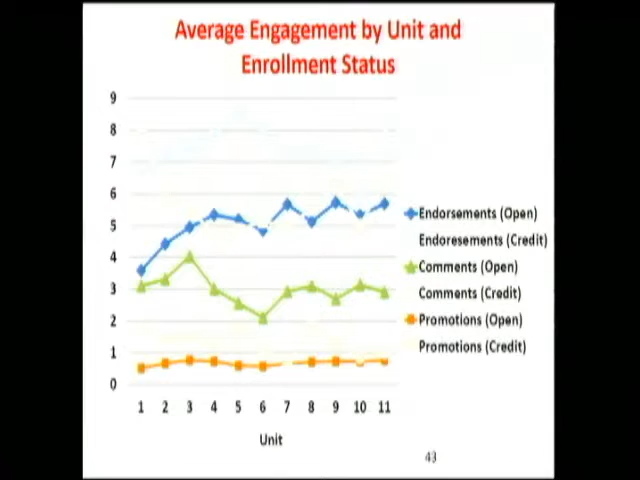 Average Engagement by Unit and
Enrollment Status
9
8
7
6
5
4
3
2
1
0
1 2 3 4 5 6 7 8 9 10 11
Unit
Endorsements (Open)
Endoresements (Credit)
Comments (Open)
Comments (Credit)
Promotions (Open)
Promotions (Credit)
43